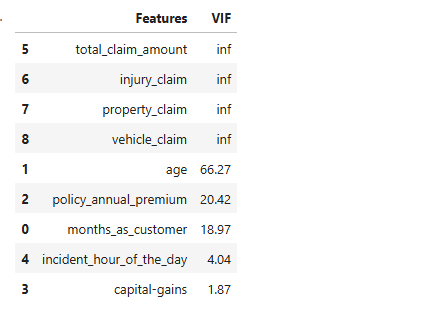 Features VIF
5 total_claim_amount inf
6 injury_claim inf
7 property_claim inf
8 vehicle_claim inf
1 age 66.27
2 policy_annual_premium 20.42
0 months_as_customer 18.97
4 incident_hour_of_the_day 4.04
3 capital-gains 1.87